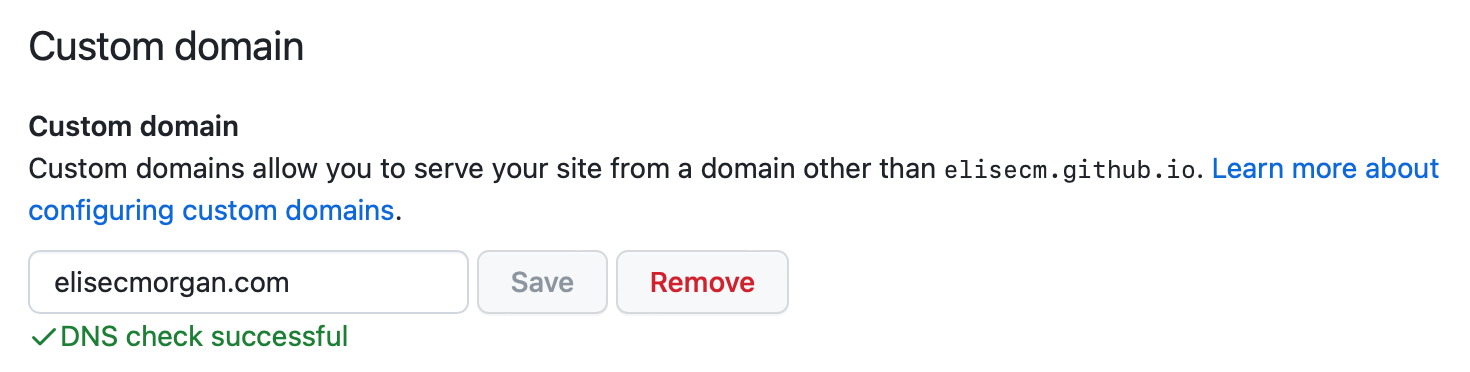 Custom domain
Custom domain
Custom domains allow you to serve your site from a domain other than elisecm.github.io. Learn more about
configuring custom domains.
elisecmorgan.com Save Remove
✓DNS check successful